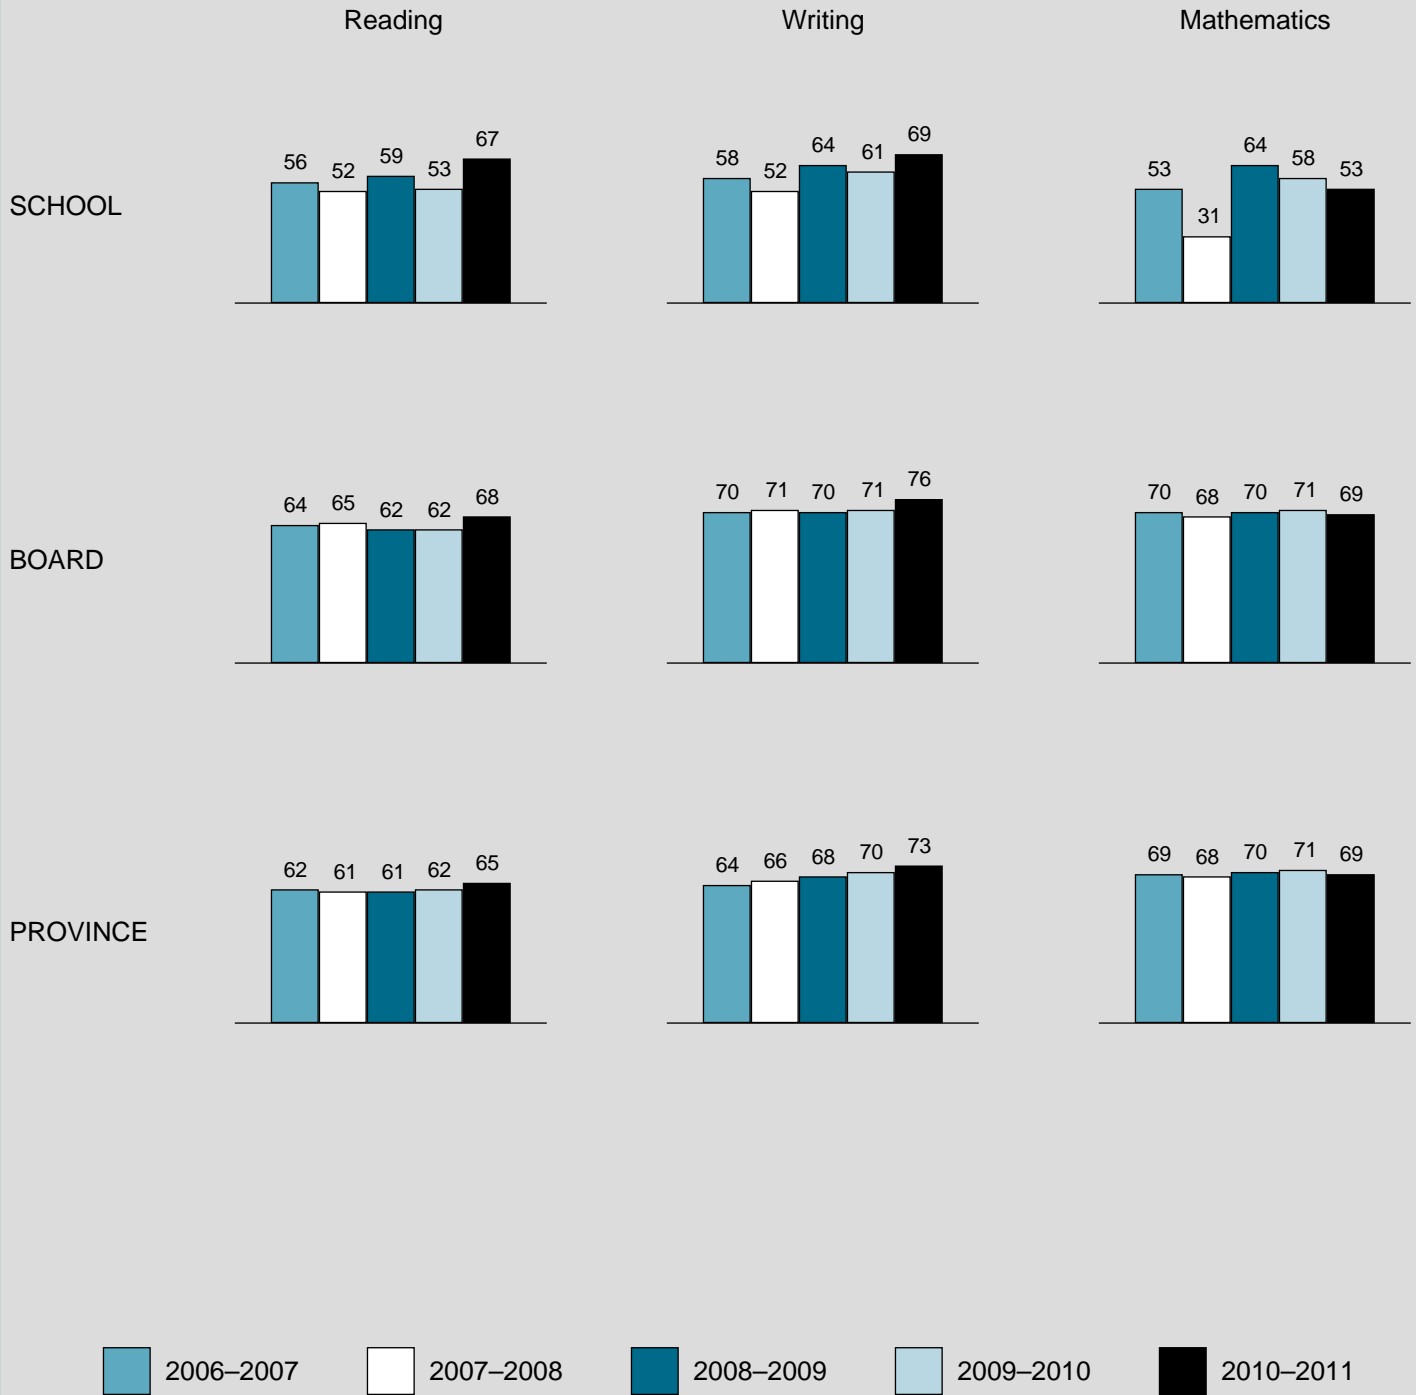 Reading Writing Mathematics
56 52 59 53 67 58 52 64 61 69 53 31 64 58 53
SCHOOL
64 65 62 62 68 70 71 70 71 76 70 68 70 71 69
BOARD
62 61 61 62 65 64 66 68 70 73 69 68 70 71 69
PROVINCE
2006–2007 2007–2008 2008–2009 2009–2010 2010–2011